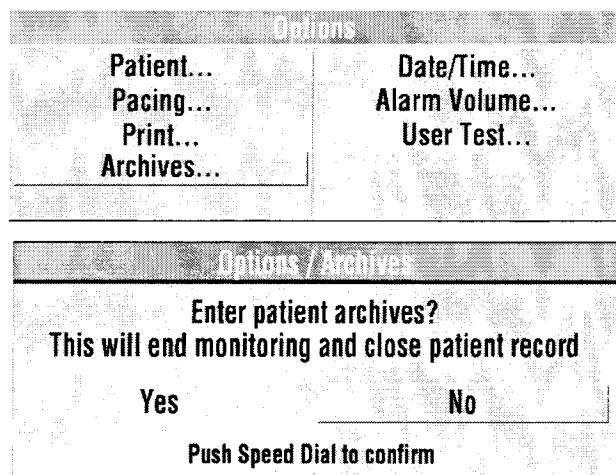 Options
Patient...
Pacing...
Print...
Archives...
Date/Time...
Alarm Volume...
User Test...
Options / Archives
Enter patient archives?
This will end monitoring and close patient record
Yes No
Push Speed Dial to confirm